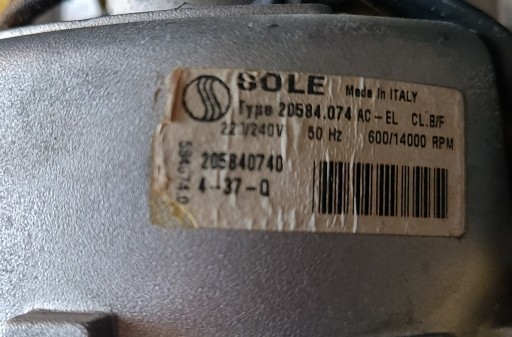 SOLE Made in ITALY
Type 20584.074 AC-EL CL.B/F
220/240V 50 Hz 600/14000 RPM
205840740
4-37-Q